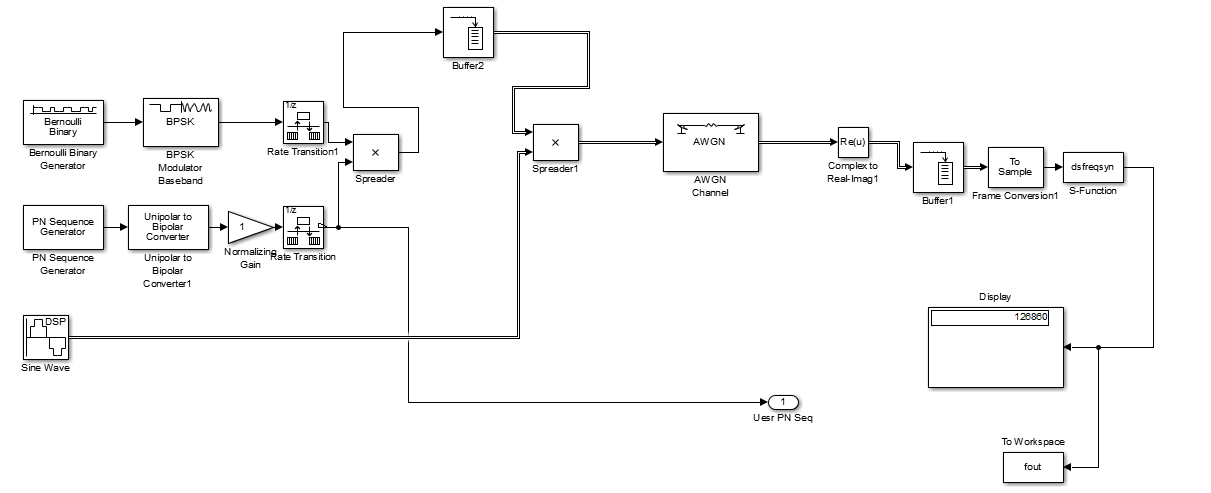 Buffer2
Bernoulli
Binary
Bernoulli Binary
Generator
BPSK
BPSK
Modulator
Baseband
1/z
Rate Transition1
×
Spreader
×
Spreader1
AWGN
AWGN
Channel
Re(u)
Complex to
Real-Imag1
Buffer1
To
Sample
Frame Conversion1
dsfreqsyn
S-Function
PN Sequence
Generator
PN Sequence
Generator
Unipolar to
Bipolar
Converter
Unipolar to
Bipolar
Converter1
1
Normalizing
Gain
1/z
Rate Transition
DSP
Sine Wave
Display
126860
1
Uesr PN Seq
To Workspace
fout